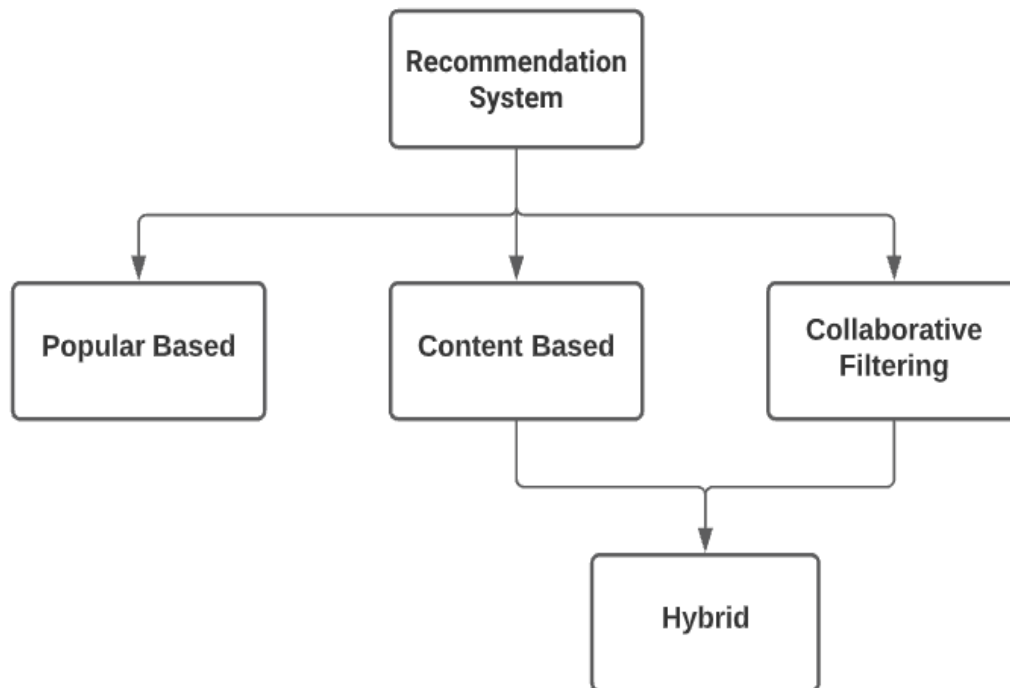 Recommendation
System
Popular Based
Content Based
Collaborative
Filtering
Hybrid